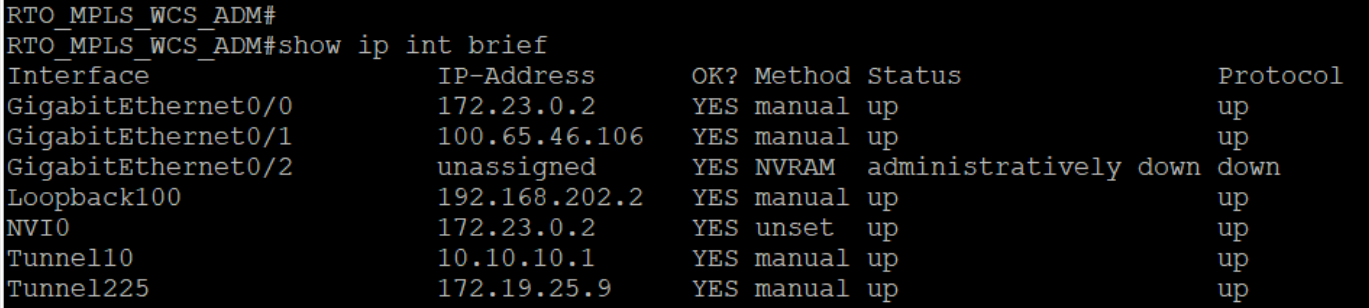 RTO_MPLS_WCS_ADM#
RTO_MPLS_WCS_ADM#show ip int brief
Interface                  IP-Address      OK? Method Status                Protocol
GigabitEthernet0/0         172.23.0.2      YES manual up                    up
GigabitEthernet0/1         100.65.46.106   YES manual up                    up
GigabitEthernet0/2         unassigned      YES NVRAM  administratively down down
Loopback100                192.168.202.2   YES manual up                    up
NVI0                       172.23.0.2      YES unset  up                    up
Tunnel10                   10.10.10.1      YES manual up                    up
Tunnel225                  172.19.25.9     YES manual up                    up